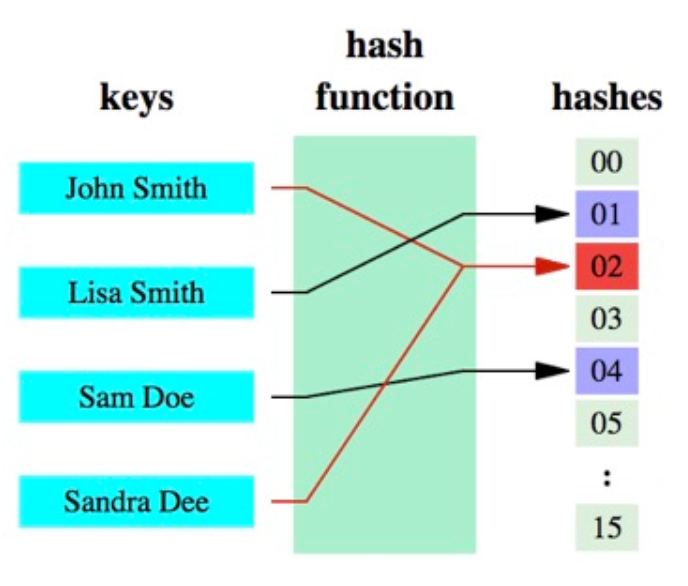 hash
keys function hashes
John Smith
Lisa Smith
Sam Doe
Sandra Dee
00
01
02
03
04
05
:
15